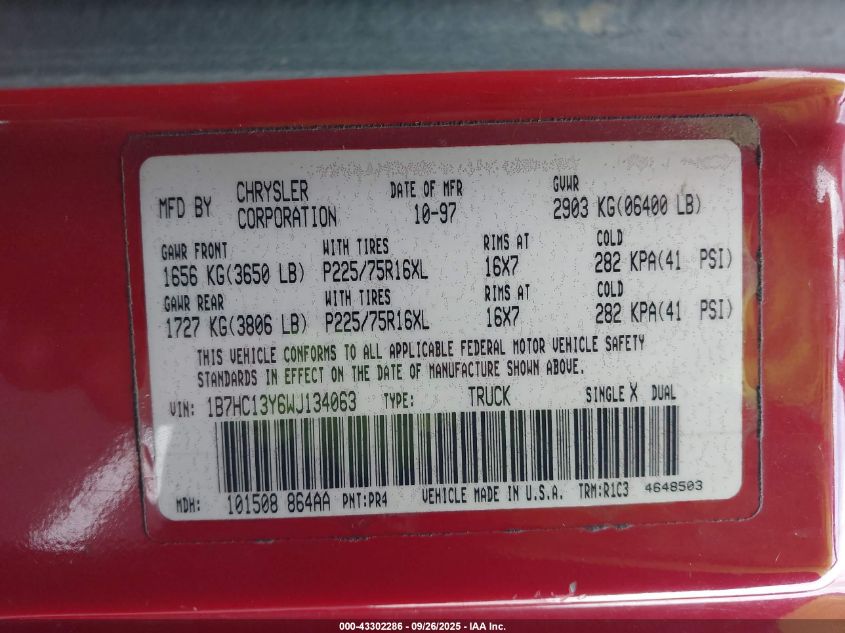 MFD BY CHRYSLER CORPORATION DATE OF MFR 10-97 GVWR 2903 KG(06400 LB)
GAWR FRONT WITH TIRES RIMS AT COLD
1656 KG(3650 LB) P225/75R16XL 16X7 282 KPA(41 PSI)
GAWR REAR WITH TIRES RIMS AT COLD
1727 KG(3806 LB) P225/75R16XL 16X7 282 KPA(41 PSI)
THIS VEHICLE CONFORMS TO ALL APPLICABLE FEDERAL MOTOR VEHICLE SAFETY
STANDARDS IN EFFECT ON THE DATE OF MANUFACTURE SHOWN ABOVE.
VIN: 1B7HC13Y6WJ134063 TYPE: TRUCK SINGLE X DUAL
MDH: 101508 864AA PNT:PR4 VEHICLE MADE IN U.S.A. TRM:R1C3 4648503
000-43302286 - 09/26/2025 - IAA Inc.